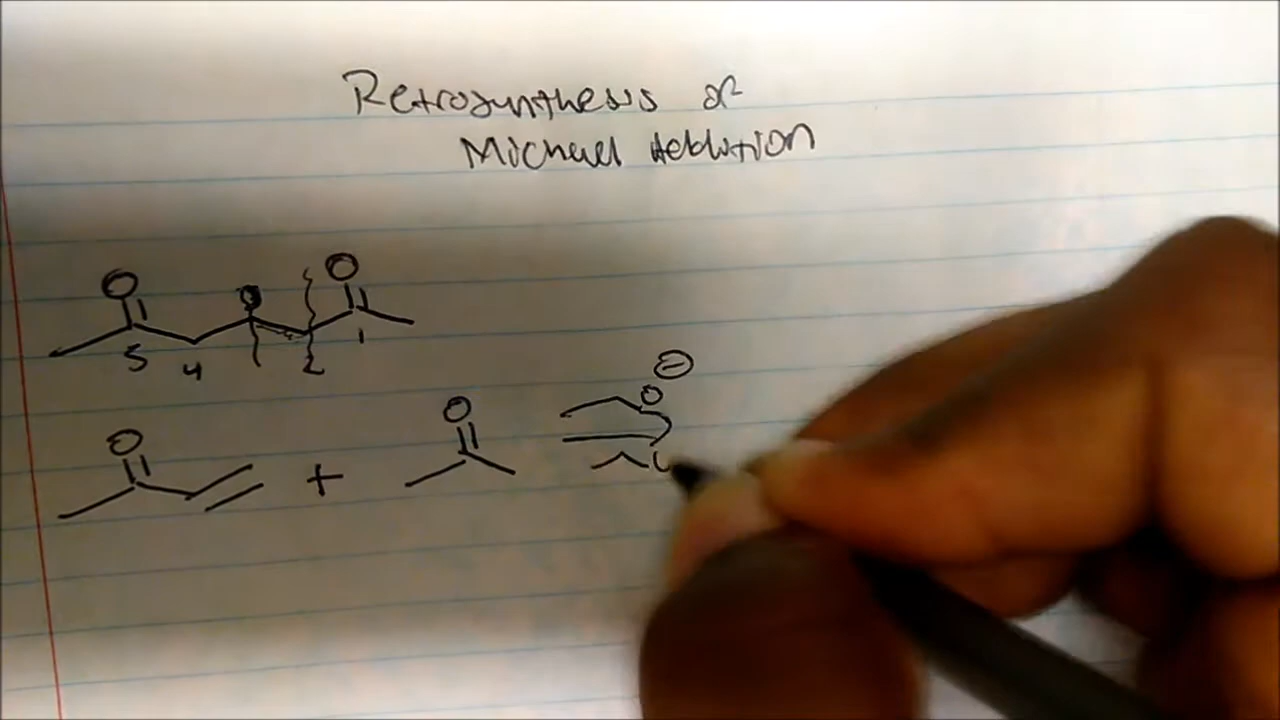 Retrosynthesis of
Michael Addition
O O
5 4 2 1
O + O O ⊖